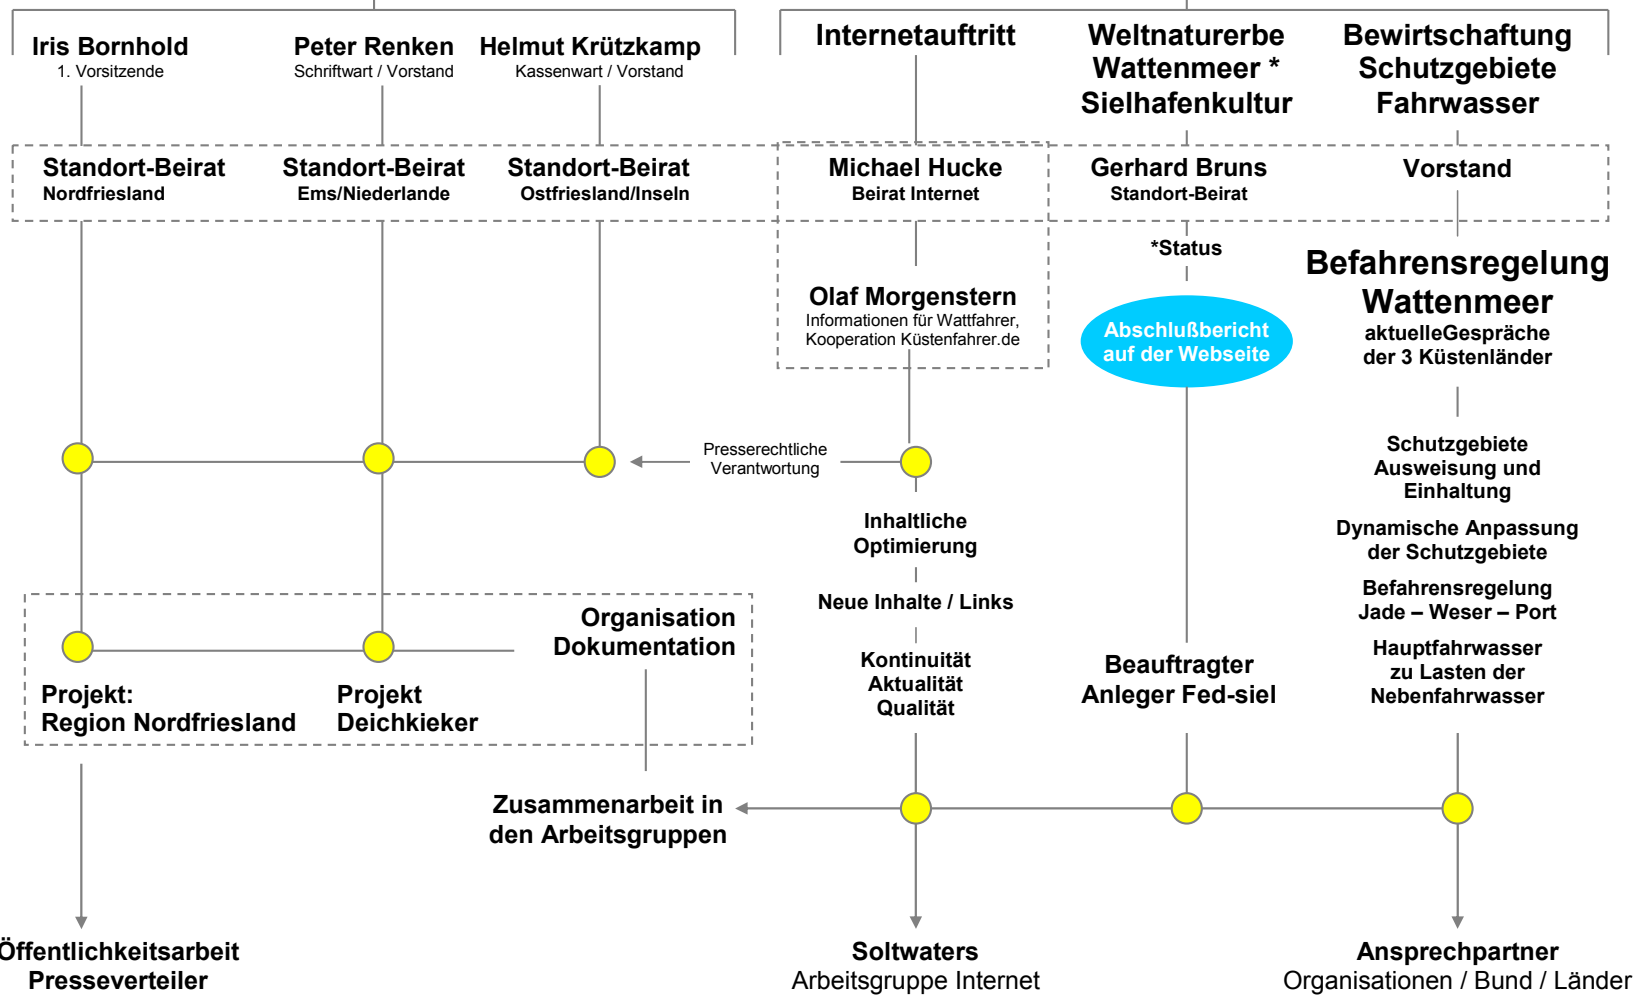 Iris Bornhold
1. Vorsitzende
Peter Renken
Schriftwart / Vorstand
Helmut Krützkamp
Kassenwart / Vorstand
Internetauftritt
Weltnaturerbe
Wattenmeer *
Sielhafenkultur
Bewirtschaftung
Schutzgebiete
Fahrwasser
Standort-Beirat
Nordfriesland
Standort-Beirat
Ems/Niederlande
Standort-Beirat
Ostfriesland/Inseln
Michael Hucke
Beirat Internet
Gerhard Bruns
Standort-Beirat
Vorstand
*Status
Olaf Morgenstern
Informationen für Wattfahrer,
Kooperation Küstenfahrer.de
Abschlußbericht
auf der Webseite
Befahrensregelung
Wattenmeer
aktuelleGespräche
der 3 Küstenländer
Presserechtliche
Verantwortung
Schutzgebiete
Ausweisung und
Einhaltung
Inhaltliche
Optimierung
Dynamische Anpassung
der Schutzgebiete
Neue Inhalte / Links
Befahrensregelung
Jade – Weser – Port
Organisation
Dokumentation
Kontinuität
Aktualität
Qualität
Beauftragter
Anleger Fed-siel
Hauptfahrwasser
zu Lasten der
Nebenfahrwasser
Projekt:
Region Nordfriesland
Projekt
Deichkieker
Zusammenarbeit in
den Arbeitsgruppen
Öffentlichkeitsarbeit
Presseverteiler
Soltwaters
Arbeitsgruppe Internet
Ansprechpartner
Organisationen / Bund / Länder